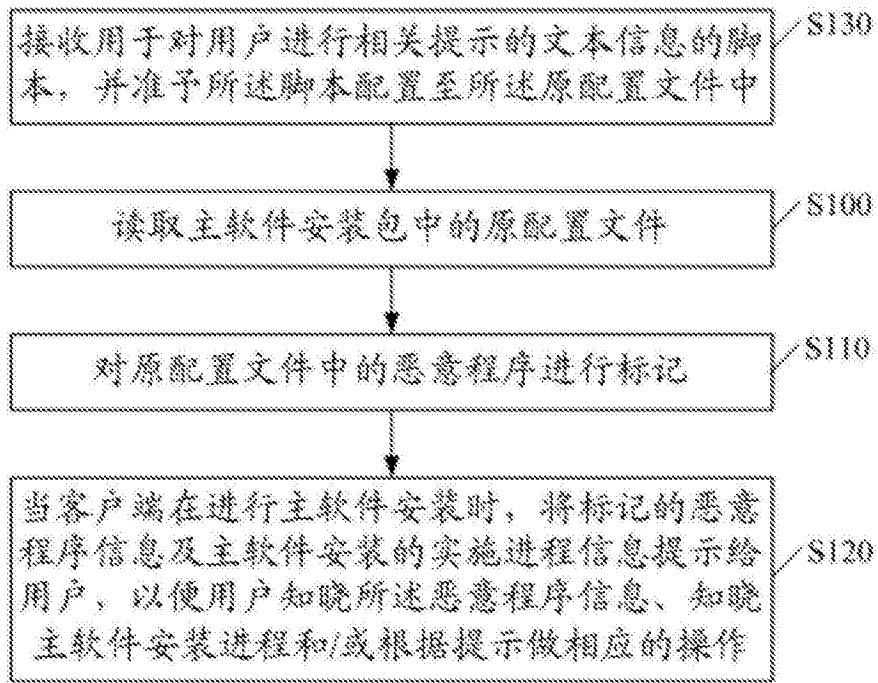 接收用于对用户进行相关提示的文本信息的脚
本，并准予所述脚本配置至所述原配置文件中
S130
读取主软件安装包中的原配置文件
S100
对原配置文件中的恶意程序进行标记
S110
当客户端在进行主软件安装时，将标记的恶意
程序信息及主软件安装的实施进程信息提示给
用户，以便用户知晓所述恶意程序信息、知晓
主软件安装进程和/或根据提示做相应的操作
S120